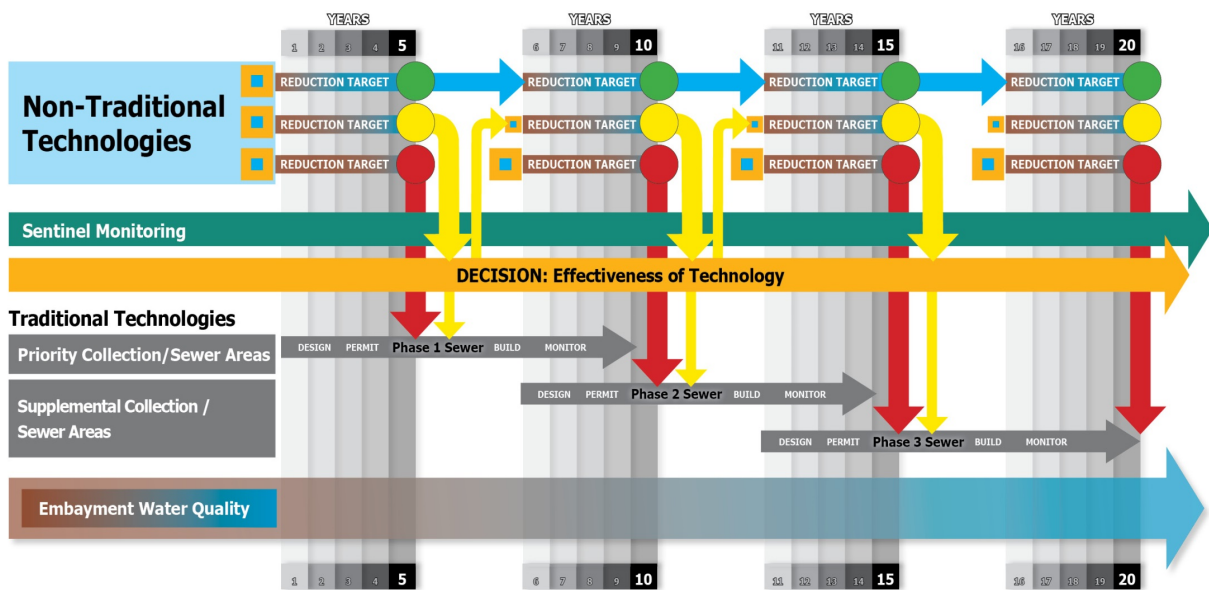 YEARS YEARS YEARS YEARS
1 2 3 4 5 6 7 8 9 10 11 12 13 14 15 16 17 18 19 20
Non-Traditional
Technologies
REDUCTION TARGET REDUCTION TARGET REDUCTION TARGET REDUCTION TARGET
REDUCTION TARGET REDUCTION TARGET REDUCTION TARGET REDUCTION TARGET
REDUCTION TARGET REDUCTION TARGET REDUCTION TARGET REDUCTION TARGET
Sentinel Monitoring
DECISION: Effectiveness of Technology
Traditional Technologies
Priority Collection/Sewer Areas
DESIGN PERMIT Phase 1 Sewer BUILD MONITOR
Supplemental Collection /
Sewer Areas
DESIGN PERMIT Phase 2 Sewer BUILD MONITOR
DESIGN PERMIT Phase 3 Sewer BUILD MONITOR
Embayment Water Quality
1 2 3 4 5 6 7 8 9 10 11 12 13 14 15 16 17 18 19 20